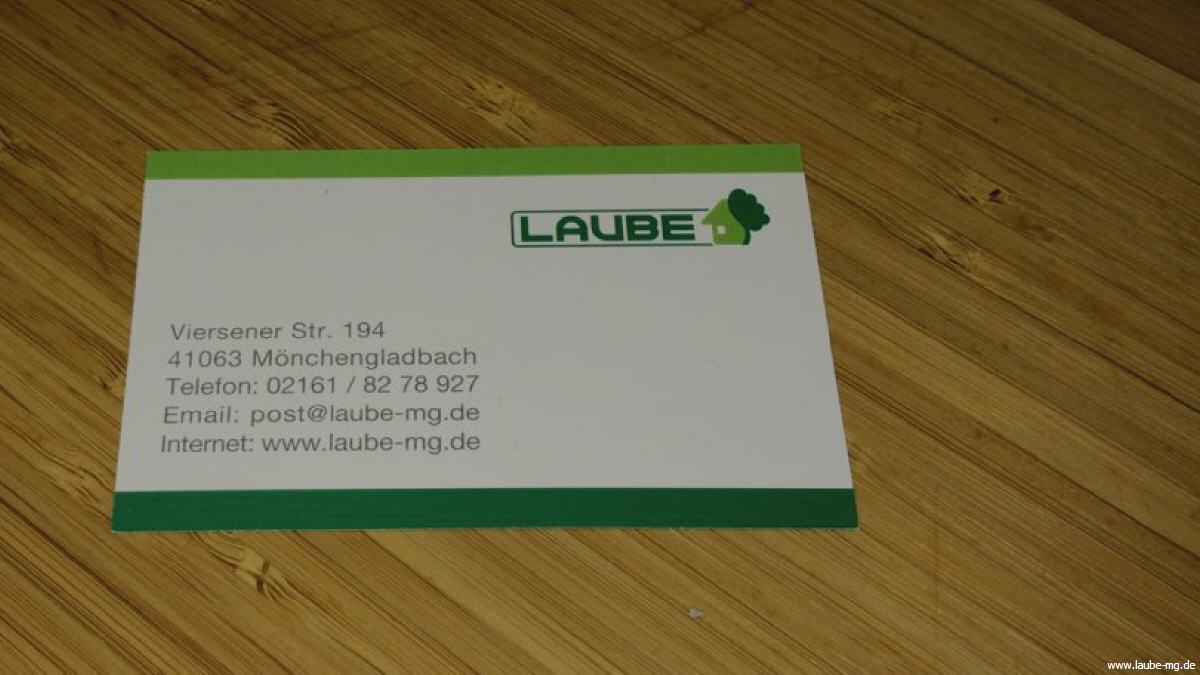 LAUBE
Viersener Str. 194
41063 Mönchengladbach
Telefon: 02161 / 82 78 927
Email: post@laube-mg.de
Internet: www.laube-mg.de
www.laube-mg.de